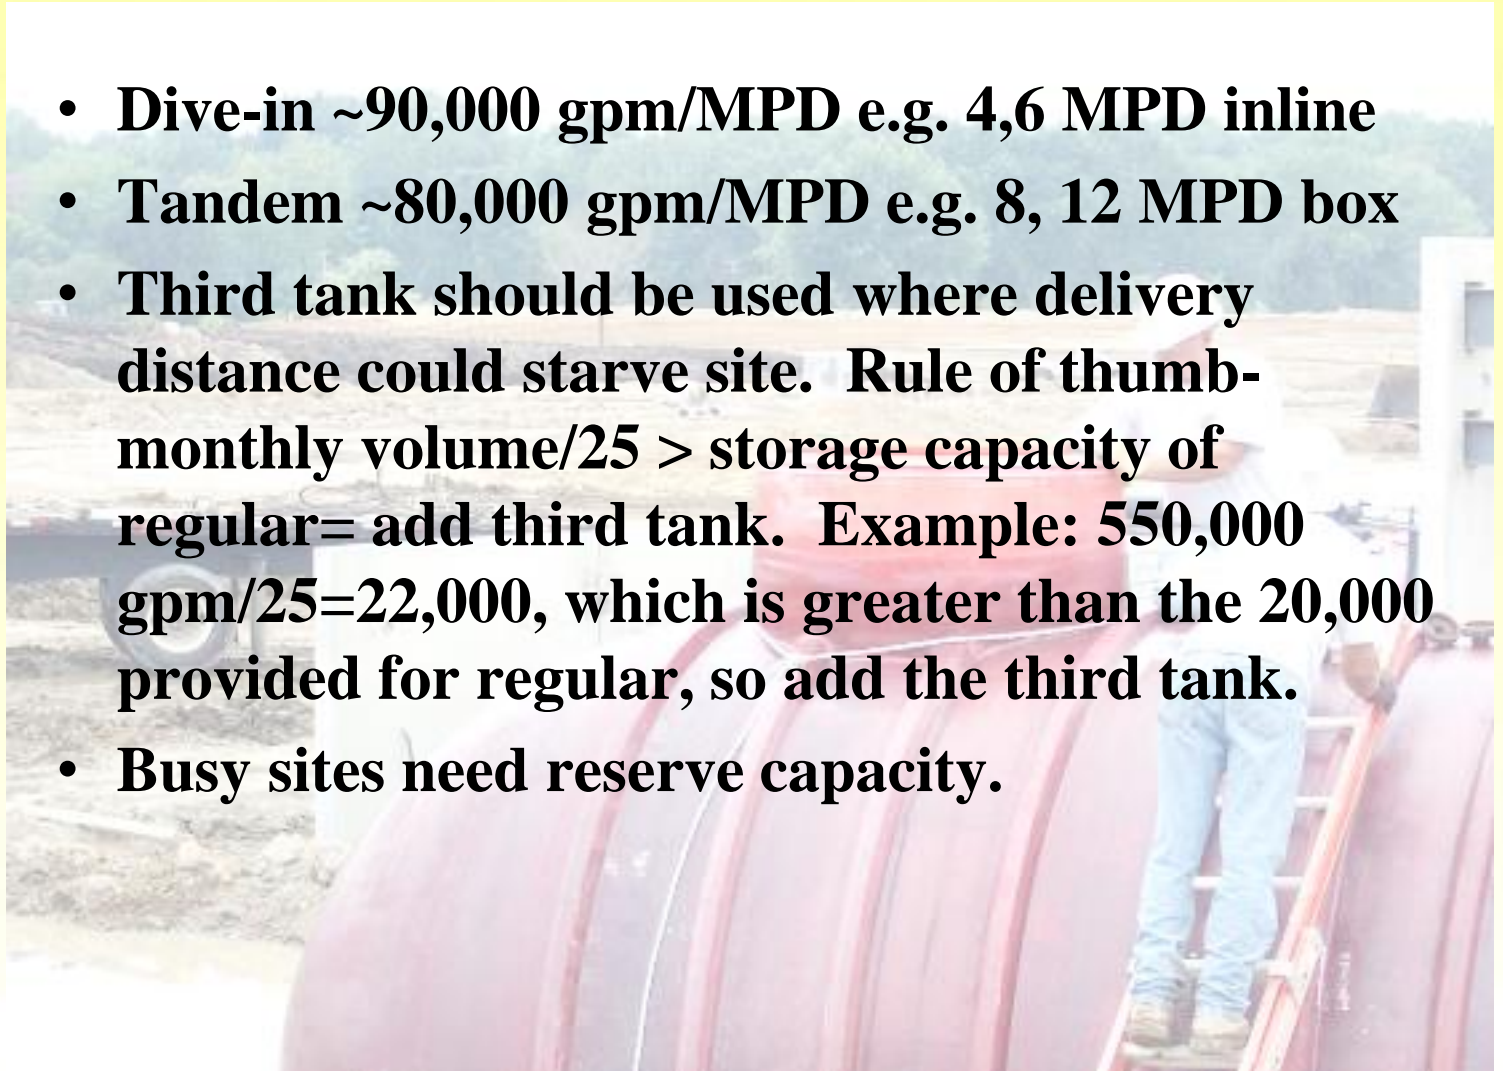 • Dive-in ~90,000 gpm/MPD e.g. 4,6 MPD inline
• Tandem ~80,000 gpm/MPD e.g. 8, 12 MPD box
• Third tank should be used where delivery
distance could starve site.  Rule of thumb-
monthly volume/25 > storage capacity of
regular= add third tank.  Example: 550,000
gpm/25=22,000, which is greater than the 20,000
provided for regular, so add the third tank.
• Busy sites need reserve capacity.